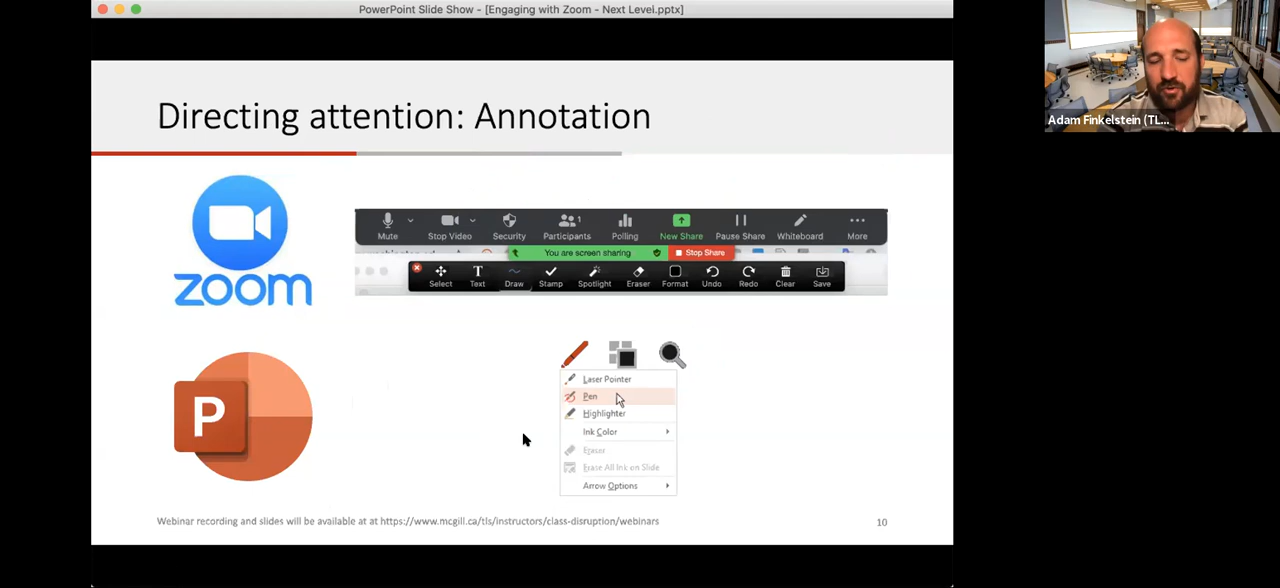 PowerPoint Slide Show - [Engaging with Zoom - Next Level.pptx]
Adam Finkelstein (TL...
Directing attention: Annotation
zoom
1
Mute Stop Video Security Participants Polling New Share Pause Share Whiteboard More
You are screen sharing Stop Share
Select Text Draw Stamp Spotlight Eraser Format Undo Redo Clear Save
P
Laser Pointer
Pen
Highlighter
Ink Color
Eraser
Erase All Ink on Slide
Arrow Options
Webinar recording and slides will be available at at https://www.mcgill.ca/tls/instructors/class-disruption/webinars
10